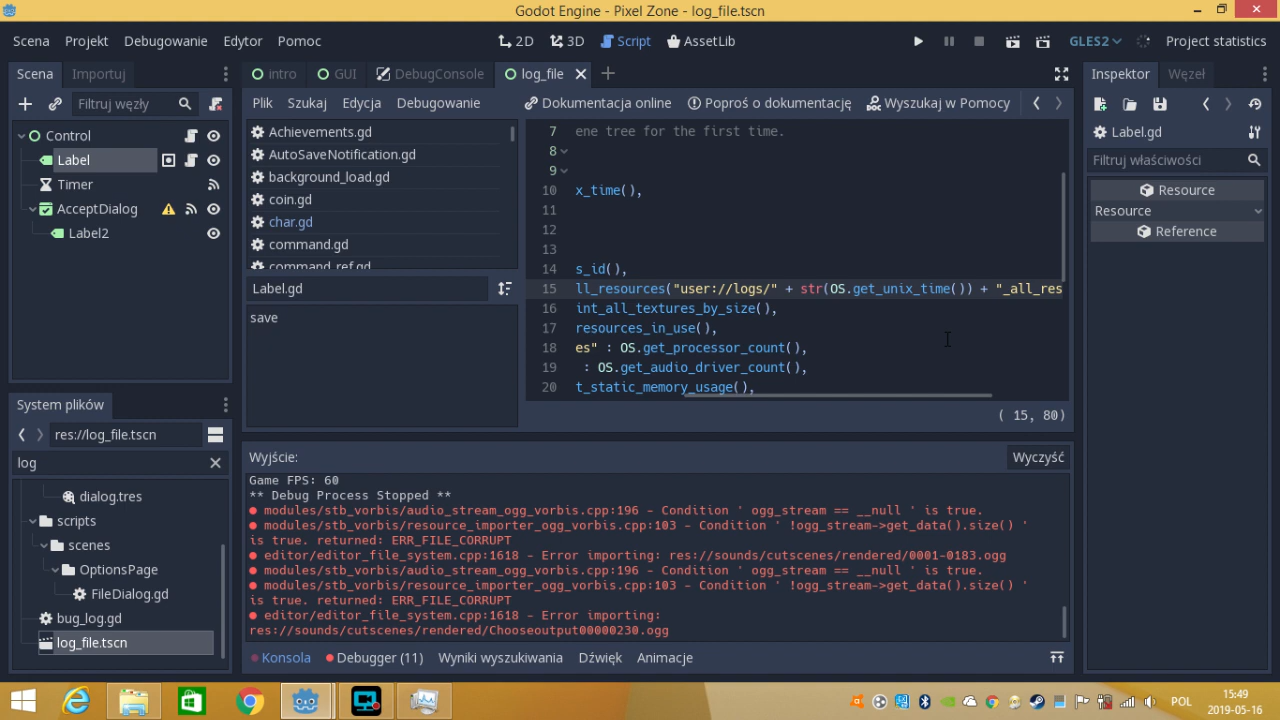 Godot Engine - Pixel Zone - log_file.tscn
Scena Projekt Debugowanie Edytor Pomoc 2D 3D Script AssetLib GLES2 Project statistics
Scena Importuj
intro GUI DebugConsole log_file
Inspektor Węzeł
Filtruj węzły
Plik Szukaj Edycja Debugowanie Dokumentacja online Poproś o dokumentację Wyszukaj w Pomocy
Control
Label
Timer
AcceptDialog
Label2
Achievements.gd
AutoSaveNotification.gd
background_load.gd
coin.gd
char.gd
command.gd
command_ref.gd
Label.gd
save
7 ene tree for the first time.
8
9
10 x_time(),
11
12
13
14 s_id(),
15 ll_resources("user://logs/" + str(OS.get_unix_time()) + "_all_res
16 int_all_textures_by_size(),
17 resources_in_use(),
18 es" : OS.get_processor_count(),
19 : OS.get_audio_driver_count(),
20 t_static_memory_usage(),
( 15, 80)
Label.gd
Filtruj właściwości
Resource
Resource
Reference
System plików
res://log_file.tscn
log
dialog.tres
scripts
scenes
OptionsPage
FileDialog.gd
bug_log.gd
log_file.tscn
Wyjście: Wyczyść
Game FPS: 60
** Debug Process Stopped **
modules/stb_vorbis/audio_stream_ogg_vorbis.cpp:196 - Condition ' ogg_stream == __null ' is true.
modules/stb_vorbis/resource_importer_ogg_vorbis.cpp:103 - Condition ' !ogg_stream->get_data().size() '
is true. returned: ERR_FILE_CORRUPT
editor/editor_file_system.cpp:1618 - Error importing: res://sounds/cutscenes/rendered/0001-0183.ogg
modules/stb_vorbis/audio_stream_ogg_vorbis.cpp:196 - Condition ' ogg_stream == __null ' is true.
modules/stb_vorbis/resource_importer_ogg_vorbis.cpp:103 - Condition ' !ogg_stream->get_data().size() '
is true. returned: ERR_FILE_CORRUPT
editor/editor_file_system.cpp:1618 - Error importing:
res://sounds/cutscenes/rendered/Chooseoutput00000230.ogg
Konsola Debugger (11) Wyniki wyszukiwania Dźwięk Animacje
POL
15:49
2019-05-16